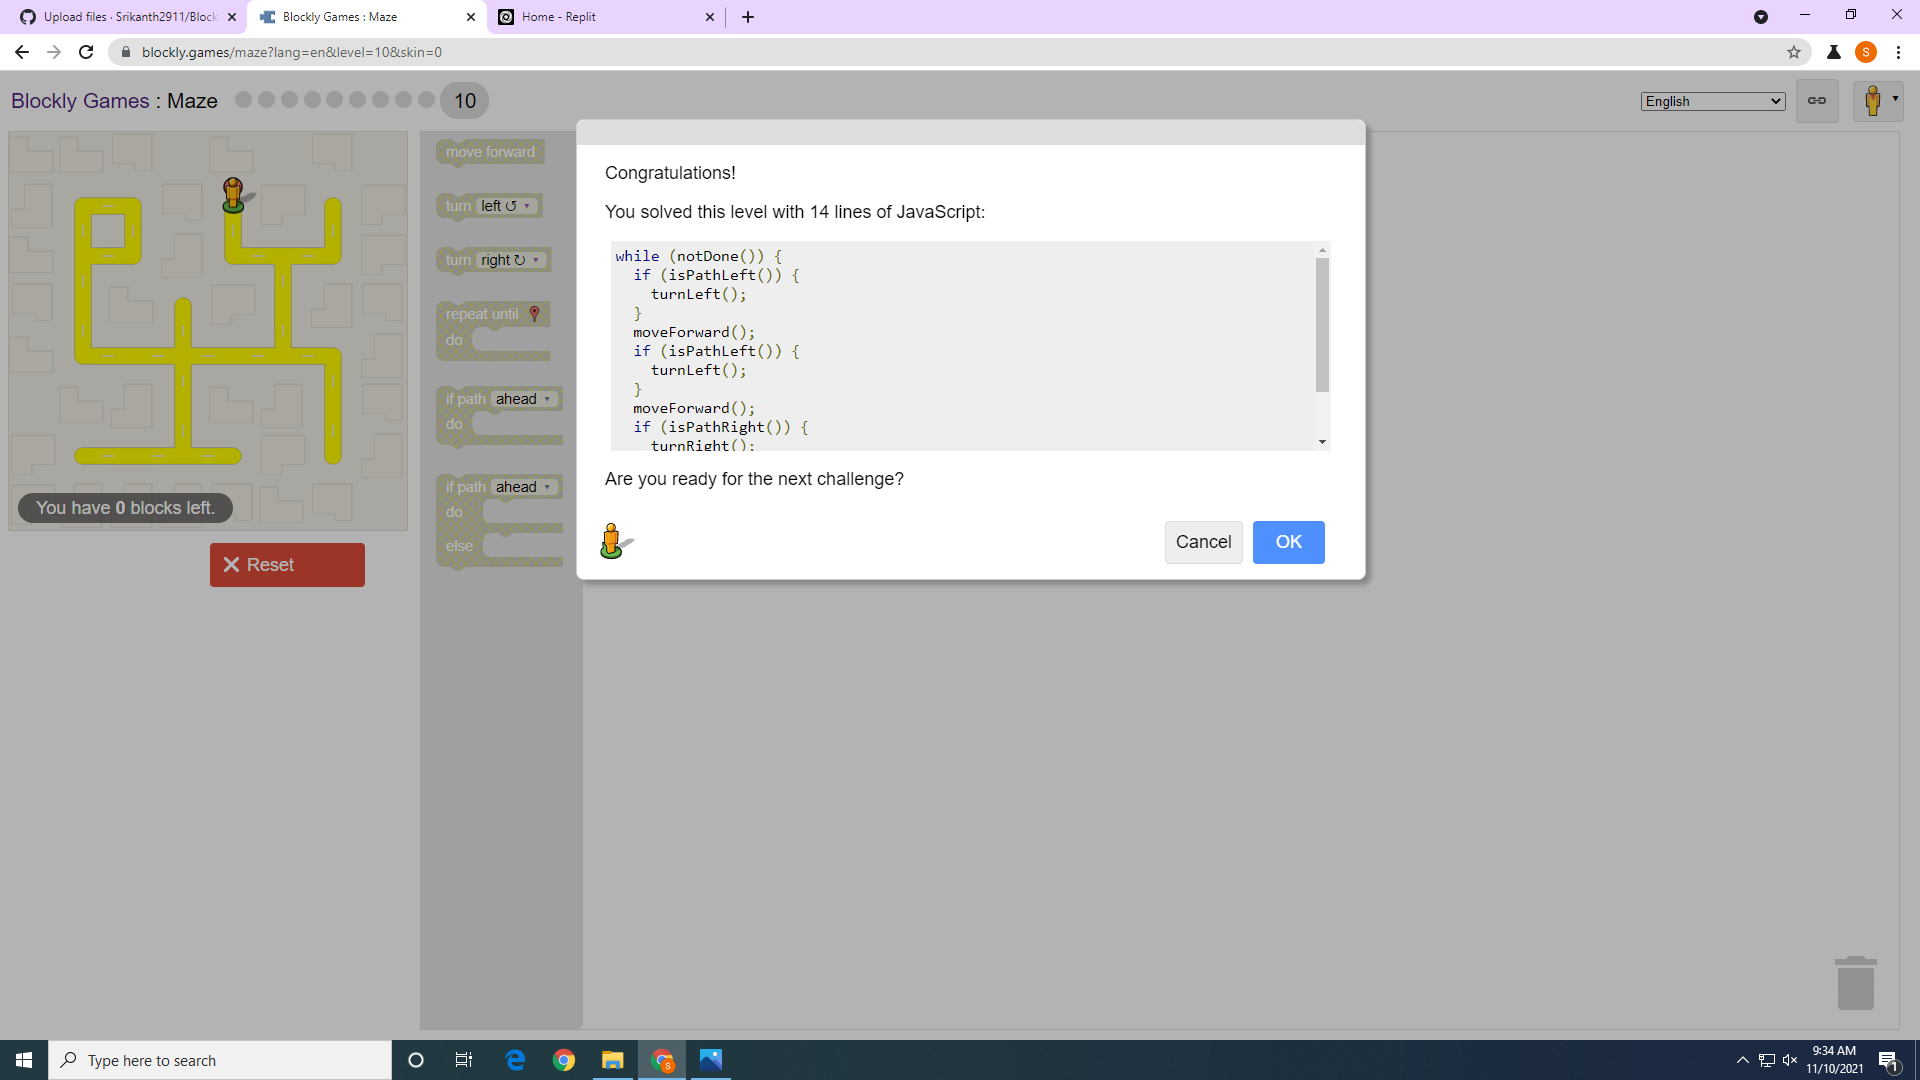 Upload files · Srikanth2911/Block
Blockly Games : Maze
Home - Replit
blockly.games/maze?lang=en&level=10&skin=0
S
Blockly Games : Maze
10
English
You have 0 blocks left.
Reset
move forward
turn left ↺
turn right ↻
repeat until
do
if path ahead
do
if path ahead
do
else
Congratulations!
You solved this level with 14 lines of JavaScript:
while (notDone()) {
if (isPathLeft()) {
turnLeft();
}
moveForward();
if (isPathLeft()) {
turnLeft();
}
moveForward();
if (isPathRight()) {
turnRight();
Are you ready for the next challenge?
Cancel
OK
Type here to search
S
9:34 AM
11/10/2021
1